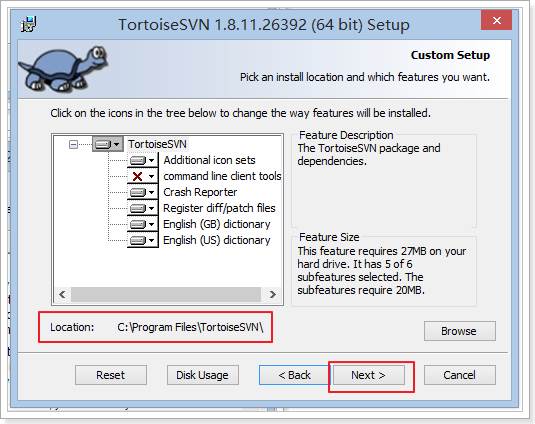 TortoiseSVN 1.8.11.26392 (64 bit) Setup
Custom Setup
Pick an install location and which features you want.
Click on the icons in the tree below to change the way features will be installed.
TortoiseSVN
Additional icon sets
command line client tools
Crash Reporter
Register diff/patch files
English (GB) dictionary
English (US) dictionary
Feature Description
The TortoiseSVN package and
dependencies.
Feature Size
This feature requires 27MB on your
hard drive. It has 5 of 6
subfeatures selected. The
subfeatures require 20MB.
Location: C:\Program Files\TortoiseSVN\
Browse
Reset Disk Usage < Back Next > Cancel